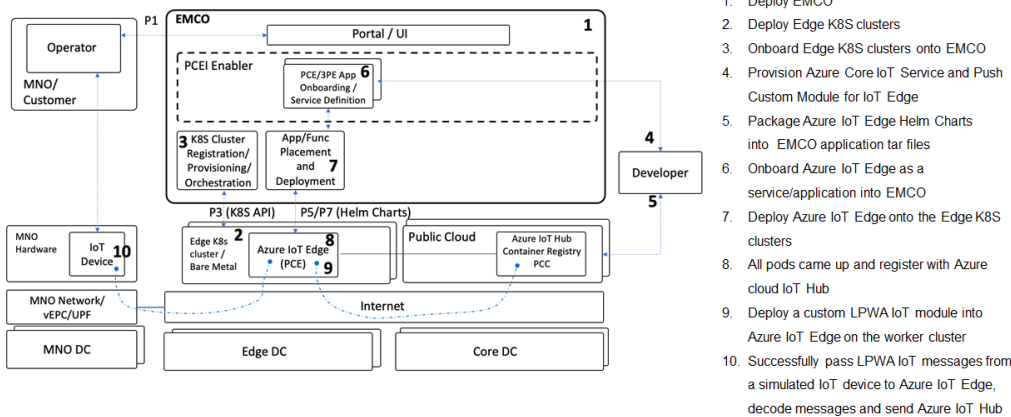 P1
EMCO
1
Portal / UI
Operator
MNO/
Customer
PCEI Enabler
PCE/3PE App
Onboarding /
Service Definition
6
3
K8S Cluster
Registration/
Provisioning/
Orchestration
App/Func
Placement
and
Deployment
7
4
Developer
5
P3 (K8S API)
P5/P7 (Helm Charts)
MNO
Hardware
IoT
Device
10
Edge K8s
cluster /
Bare Metal
2
Azure IoT Edge
(PCE)
8
9
Public Cloud
Azure IoT Hub
Container Registry
PCC
MNO Network/
vEPC/UPF
Internet
MNO DC
Edge DC
Core DC
1. Deploy EMCO
2. Deploy Edge K8S clusters
3. Onboard Edge K8S clusters onto EMCO
4. Provision Azure Core IoT Service and Push
Custom Module for IoT Edge
5. Package Azure IoT Edge Helm Charts
into EMCO application tar files
6. Onboard Azure IoT Edge as a
service/application into EMCO
7. Deploy Azure IoT Edge onto the Edge K8S
clusters
8. All pods came up and register with Azure
cloud IoT Hub
9. Deploy a custom LPWA IoT module into
Azure IoT Edge on the worker cluster
10. Successfully pass LPWA IoT messages from
a simulated IoT device to Azure IoT Edge,
decode messages and send Azure IoT Hub